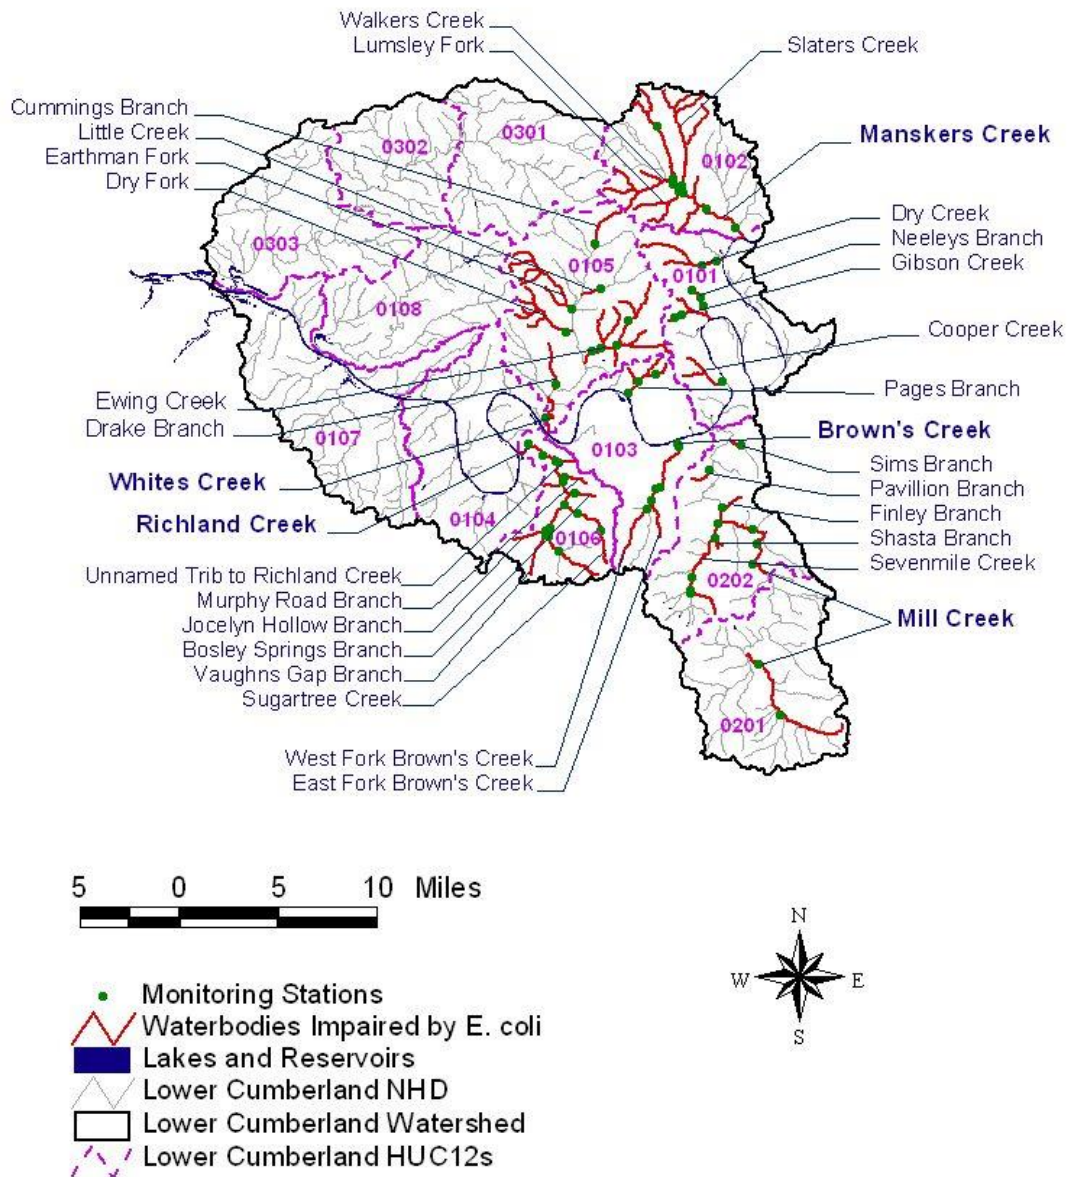 Walkers Creek
Lumsley Fork
Slaters Creek
Cummings Branch
Little Creek
Earthman Fork
Dry Fork
Manskers Creek
0301
0302
0102
Dry Creek
Neeleys Branch
Gibson Creek
0303
0105
0101
0108
Cooper Creek
Ewing Creek
Drake Branch
Pages Branch
0107
0103
Brown's Creek
Whites Creek
Richland Creek
Sims Branch
Pavillion Branch
Finley Branch
Shasta Branch
Sevenmile Creek
0104
0106
0202
Unnamed Trib to Richland Creek
Murphy Road Branch
Jocelyn Hollow Branch
Bosley Springs Branch
Vaughns Gap Branch
Sugartree Creek
Mill Creek
0201
West Fork Brown's Creek
East Fork Brown's Creek
5 0 5 10 Miles
N
W E
S
Monitoring Stations
Waterbodies Impaired by E. coli
Lakes and Reservoirs
Lower Cumberland NHD
Lower Cumberland Watershed
Lower Cumberland HUC12s